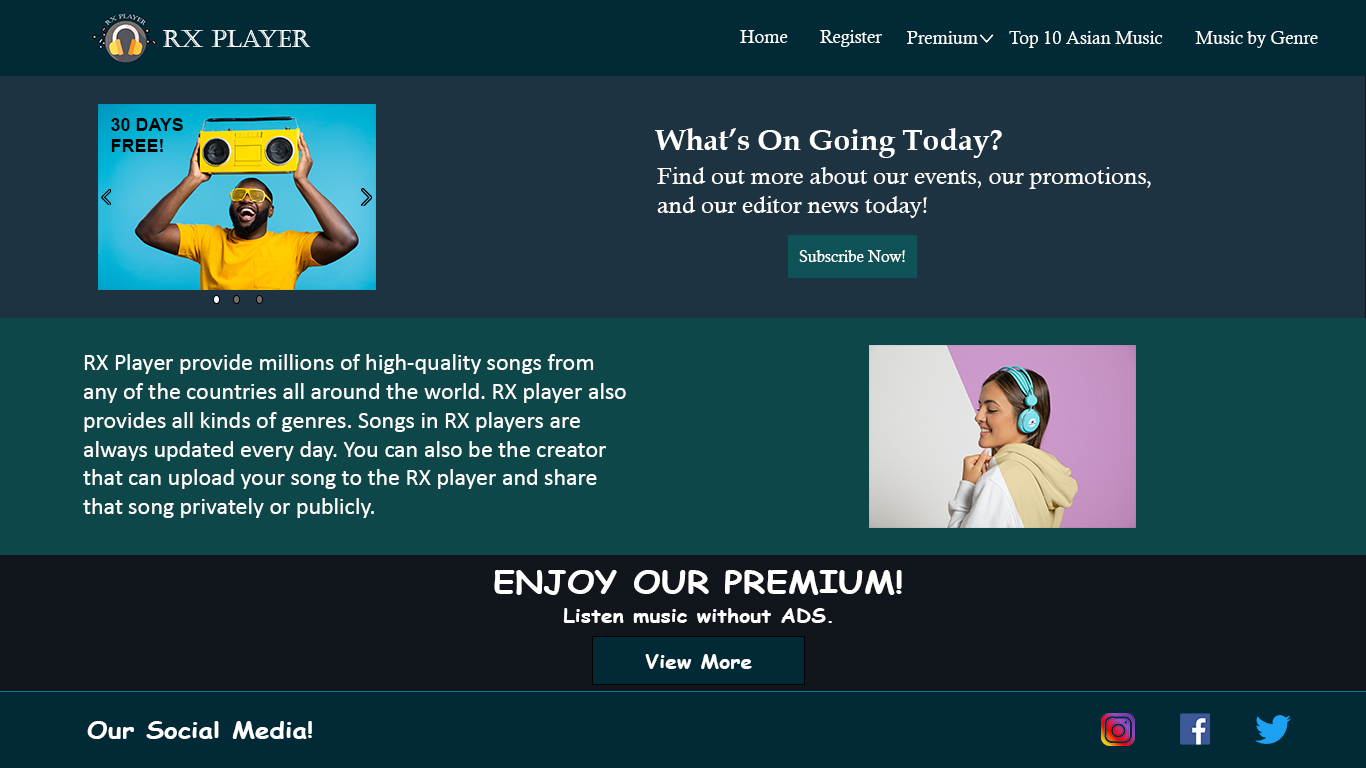 RX PLAYER
RX PLAYER
Home Register Premium Top 10 Asian Music Music by Genre
30 DAYS
FREE!
What's On Going Today?
Find out more about our events, our promotions,
and our editor news today!
Subscribe Now!
RX Player provide millions of high-quality songs from
any of the countries all around the world. RX player also
provides all kinds of genres. Songs in RX players are
always updated every day. You can also be the creator
that can upload your song to the RX player and share
that song privately or publicly.
ENJOY OUR PREMIUM!
Listen music without ADS.
View More
Our Social Media!